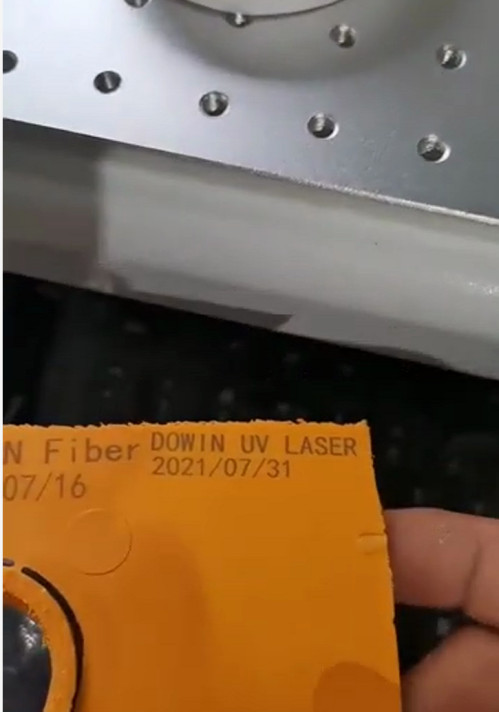 N Fiber
07/16
DOWIN UV LASER
2021/07/31